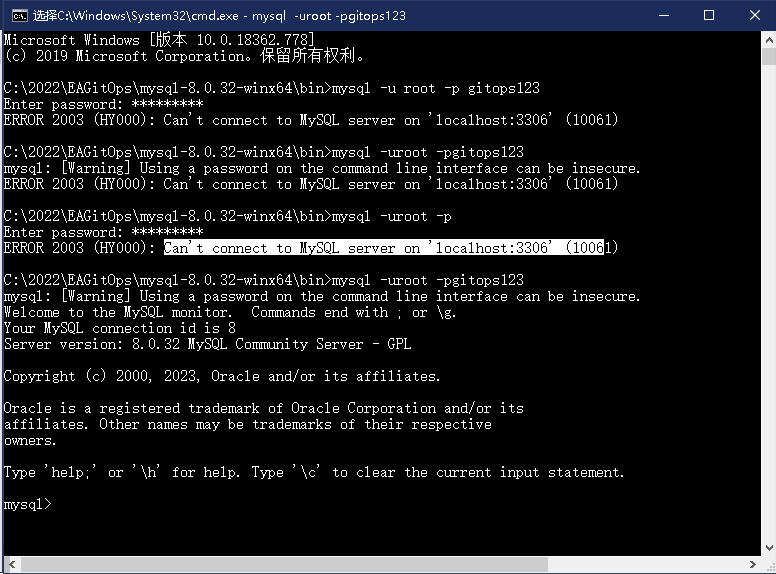 选择C:\Windows\System32\cmd.exe - mysql  -uroot -pgitops123
Microsoft Windows [版本 10.0.18362.778]
(c) 2019 Microsoft Corporation。保留所有权利。
C:\2022\EAGitOps\mysql-8.0.32-winx64\bin>mysql -u root -p gitops123
Enter password: *********
ERROR 2003 (HY000): Can't connect to MySQL server on 'localhost:3306' (10061)
C:\2022\EAGitOps\mysql-8.0.32-winx64\bin>mysql -uroot -pgitops123
mysql: [Warning] Using a password on the command line interface can be insecure.
ERROR 2003 (HY000): Can't connect to MySQL server on 'localhost:3306' (10061)
C:\2022\EAGitOps\mysql-8.0.32-winx64\bin>mysql -uroot -p
Enter password: *********
ERROR 2003 (HY000): Can't connect to MySQL server on 'localhost:3306' (10061)
C:\2022\EAGitOps\mysql-8.0.32-winx64\bin>mysql -uroot -pgitops123
mysql: [Warning] Using a password on the command line interface can be insecure.
Welcome to the MySQL monitor.  Commands end with ; or \g.
Your MySQL connection id is 8
Server version: 8.0.32 MySQL Community Server - GPL
Copyright (c) 2000, 2023, Oracle and/or its affiliates.
Oracle is a registered trademark of Oracle Corporation and/or its
affiliates. Other names may be trademarks of their respective
owners.
Type 'help;' or '\h' for help. Type '\c' to clear the current input statement.
mysql>